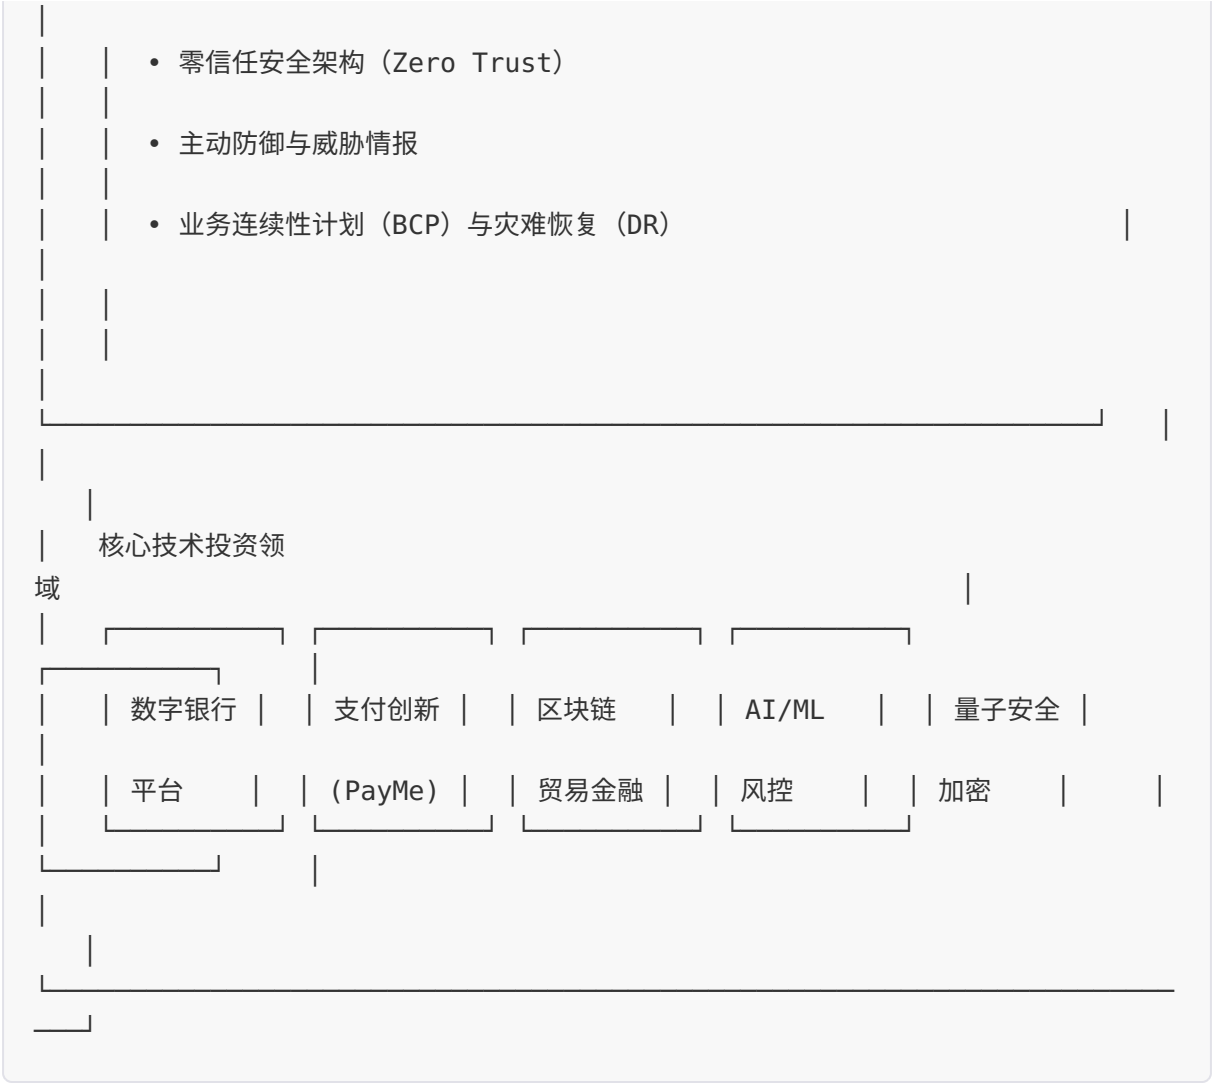 • 零信任安全架构（Zero Trust）
• 主动防御与威胁情报
• 业务连续性计划（BCP）与灾难恢复（DR）
核心技术投资领
域
数字银行 支付创新 区块链 AI/ML 量子安全
平台 (PayMe) 贸易金融 风控 加密